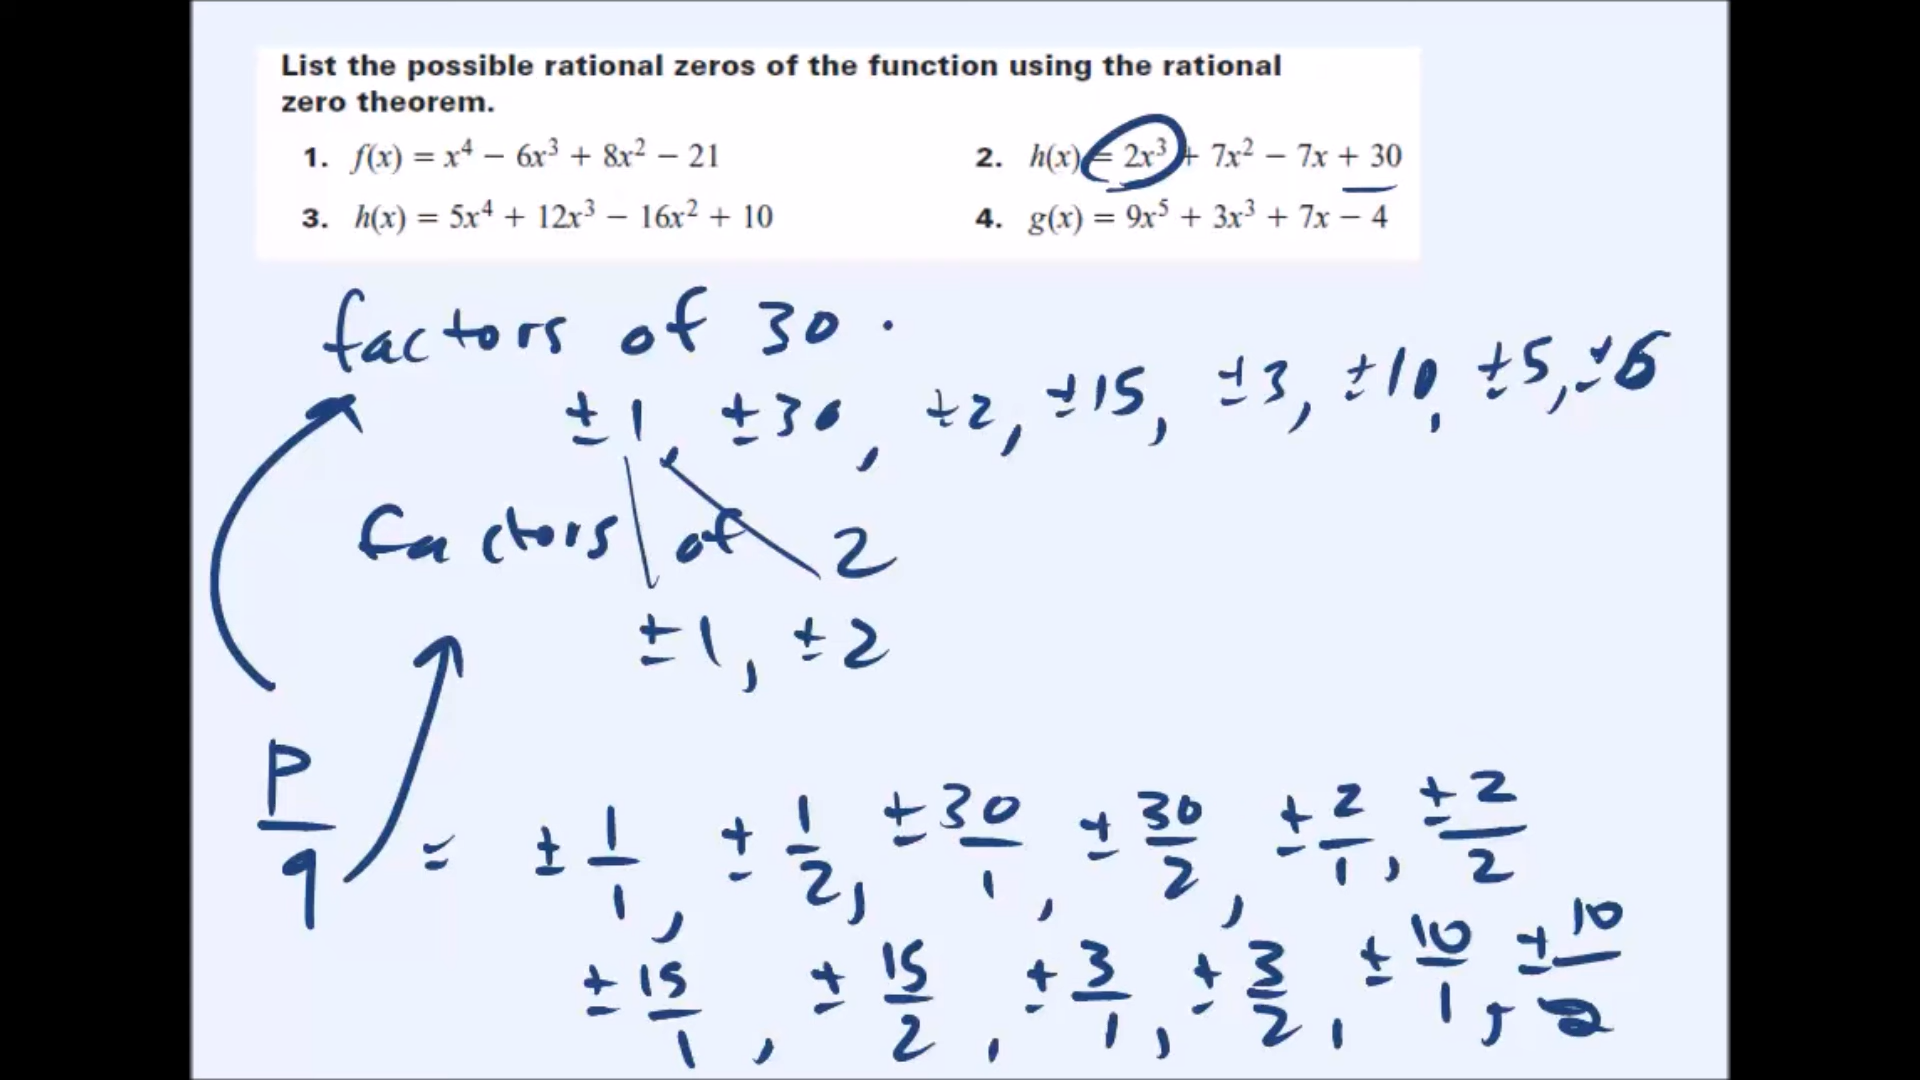 List the possible rational zeros of the function using the rational
zero theorem.
1. f(x) = x⁴ − 6x³ + 8x² − 21
2. h(x) = 2x³ + 7x² − 7x + 30
3. h(x) = 5x⁴ + 12x³ − 16x² + 10
4. g(x) = 9x⁵ + 3x³ + 7x − 4
factors of 30.
±1, ±30, ±2, ±15, ±3, ±10, ±5, ±6
factors of 2
±1, ±2
p/q = ±1/1, ±1/2, ±30/1, ±30/2, ±2/1, ±2/2
±15/1, ±15/2, ±3/1, ±3/2, ±10/1, ±10/2